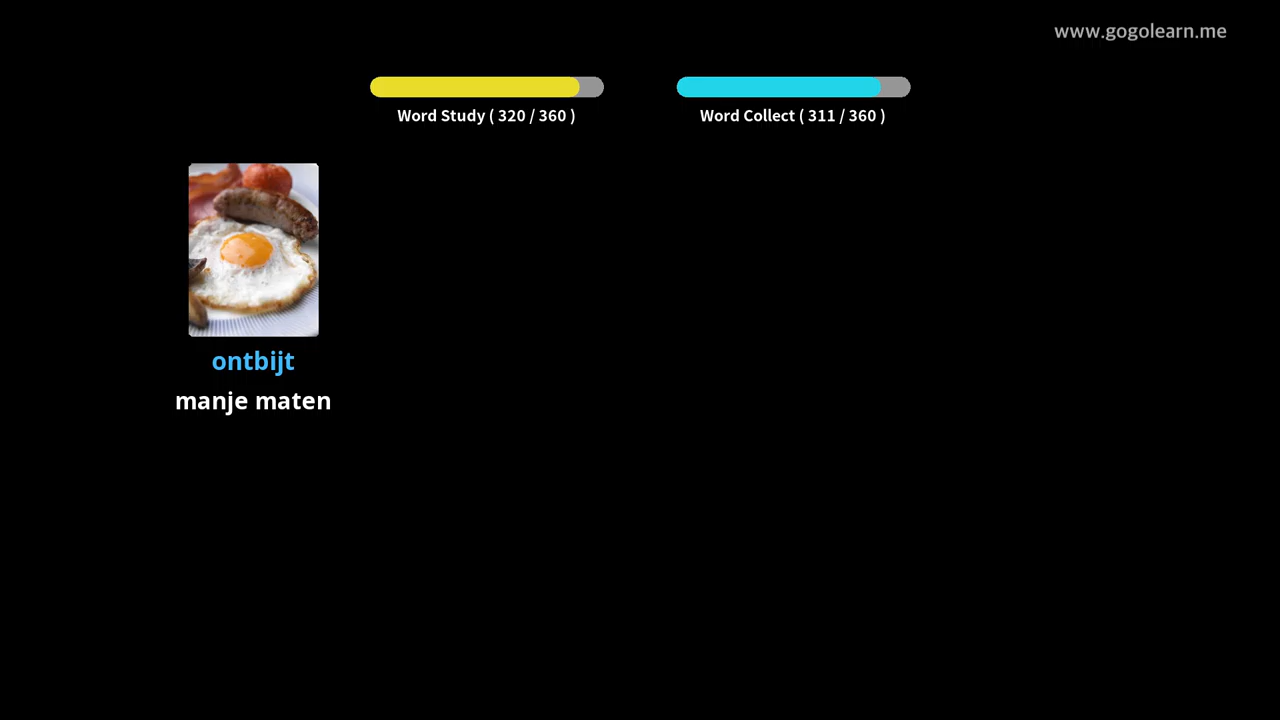 www.gogolearn.me
Word Study ( 320 / 360 )
Word Collect ( 311 / 360 )
ontbijt
manje maten